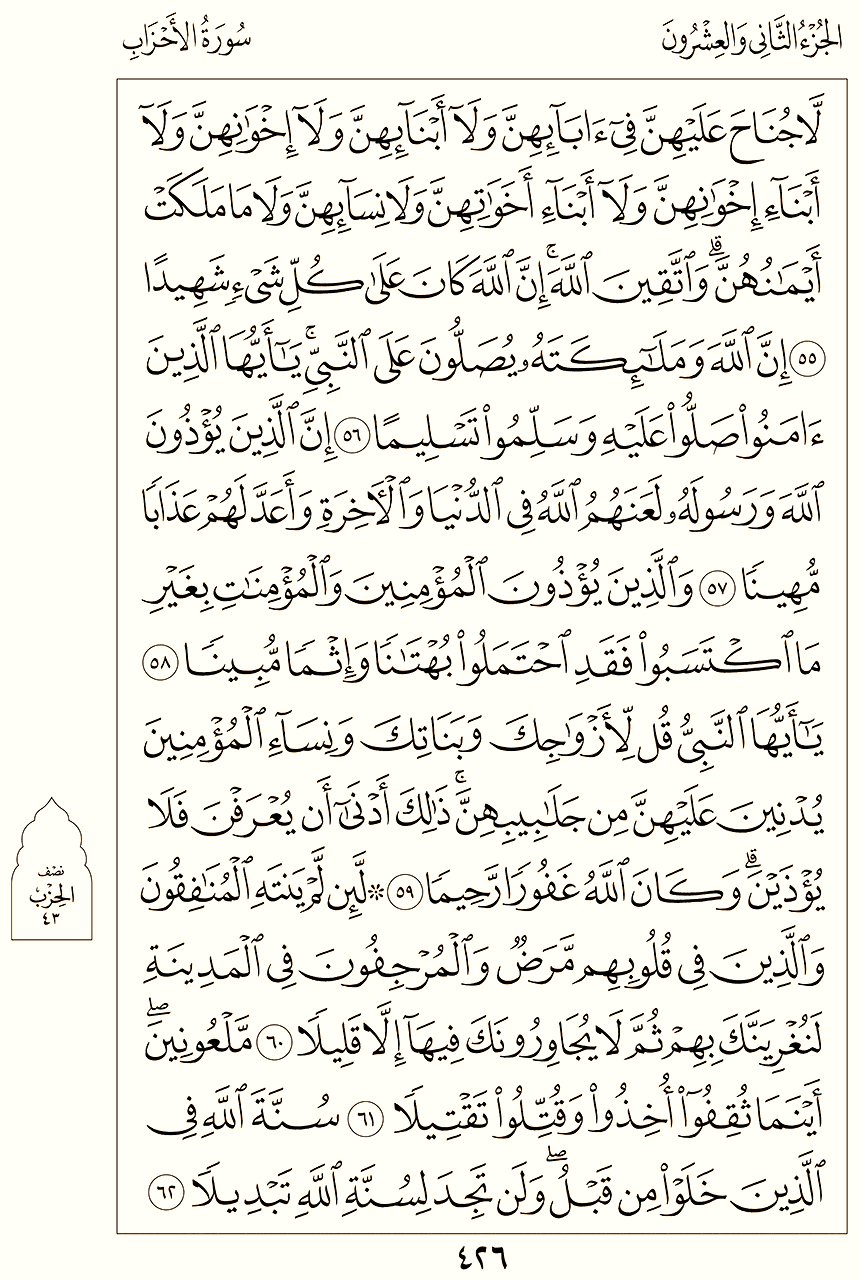 الجُزْءُ الثَّانِي وَالعِشْرُونَ
سُورَةُ الأَحْزَابِ
لَّا جُنَاحَ عَلَيْهِنَّ فِىٓ ءَابَآئِهِنَّ وَلَآ أَبْنَآئِهِنَّ وَلَآ إِخْوَٰنِهِنَّ وَلَآ
أَبْنَآءِ إِخْوَٰنِهِنَّ وَلَآ أَبْنَآءِ أَخَوَٰتِهِنَّ وَلَا نِسَآئِهِنَّ وَلَا مَا مَلَكَتْ
أَيْمَٰنُهُنَّۗ وَٱتَّقِينَ ٱللَّهَۚ إِنَّ ٱللَّهَ كَانَ عَلَىٰ كُلِّ شَىْءٍ شَهِيدًا
٥٥ إِنَّ ٱللَّهَ وَمَلَٰٓئِكَتَهُۥ يُصَلُّونَ عَلَى ٱلنَّبِىِّۚ يَٰٓأَيُّهَا ٱلَّذِينَ
ءَامَنُوا۟ صَلُّوا۟ عَلَيْهِ وَسَلِّمُوا۟ تَسْلِيمًا ٥٦ إِنَّ ٱلَّذِينَ يُؤْذُونَ
ٱللَّهَ وَرَسُولَهُۥ لَعَنَهُمُ ٱللَّهُ فِى ٱلدُّنْيَا وَٱلْءَاخِرَةِ وَأَعَدَّ لَهُمْ عَذَابًا
مُّهِينًا ٥٧ وَٱلَّذِينَ يُؤْذُونَ ٱلْمُؤْمِنِينَ وَٱلْمُؤْمِنَٰتِ بِغَيْرِ
مَا ٱكْتَسَبُوا۟ فَقَدِ ٱحْتَمَلُوا۟ بُهْتَٰنًا وَإِثْمًا مُّبِينًا ٥٨
يَٰٓأَيُّهَا ٱلنَّبِىُّ قُل لِّأَزْوَٰجِكَ وَبَنَاتِكَ وَنِسَآءِ ٱلْمُؤْمِنِينَ
يُدْنِينَ عَلَيْهِنَّ مِن جَلَٰبِيبِهِنَّۚ ذَٰلِكَ أَدْنَىٰٓ أَن يُعْرَفْنَ فَلَا
يُؤْذَيْنَۗ وَكَانَ ٱللَّهُ غَفُورًا رَّحِيمًا ٥٩ ۞ لَّئِن لَّمْ يَنتَهِ ٱلْمُنَٰفِقُونَ
وَٱلَّذِينَ فِى قُلُوبِهِم مَّرَضٌ وَٱلْمُرْجِفُونَ فِى ٱلْمَدِينَةِ
لَنُغْرِيَنَّكَ بِهِمْ ثُمَّ لَا يُجَاوِرُونَكَ فِيهَآ إِلَّا قَلِيلًا ٦٠ مَّلْعُونِينَۖ
أَيْنَمَا ثُقِفُوٓا۟ أُخِذُوا۟ وَقُتِّلُوا۟ تَقْتِيلًا ٦١ سُنَّةَ ٱللَّهِ فِى
ٱلَّذِينَ خَلَوْا۟ مِن قَبْلُۖ وَلَن تَجِدَ لِسُنَّةِ ٱللَّهِ تَبْدِيلًا ٦٢
نصْف
الحِزْبُ
٤٣
٤٢٦